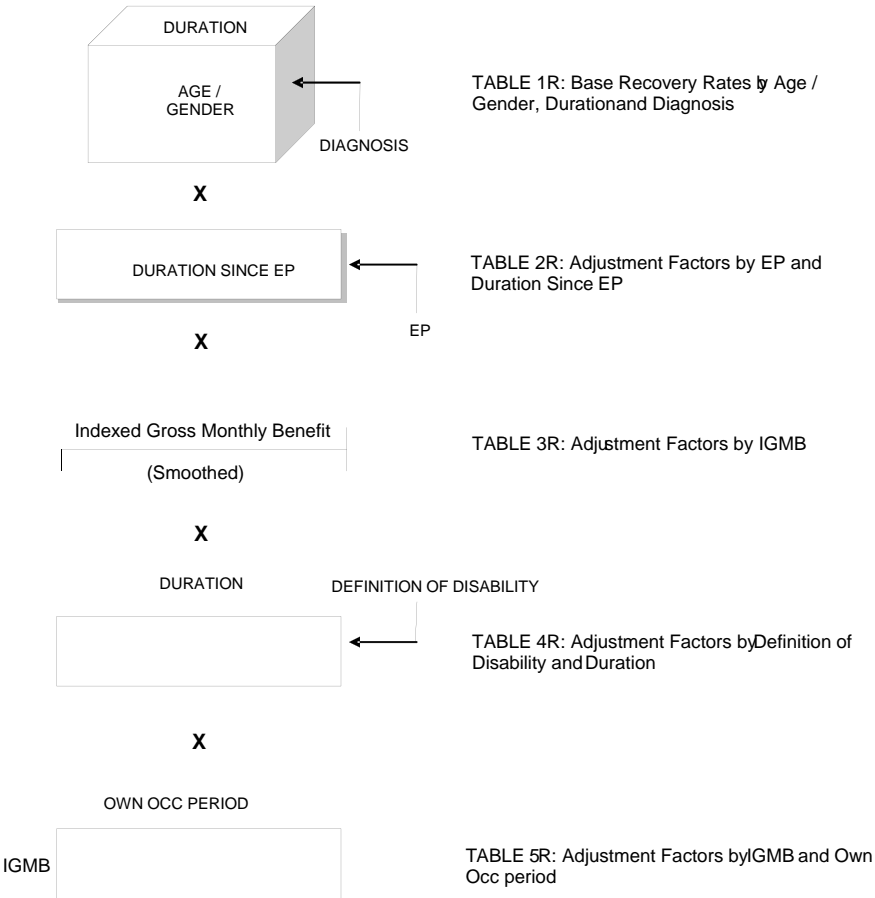 DURATION
AGE /
GENDER
DIAGNOSIS
TABLE 1R: Base Recovery Rates by Age /
Gender, Durationand Diagnosis
X
DURATION SINCE EP
EP
TABLE 2R: Adjustment Factors by EP and
Duration Since EP
X
Indexed Gross Monthly Benefit
(Smoothed)
TABLE 3R: Adjustment Factors by IGMB
X
DURATION
DEFINITION OF DISABILITY
TABLE 4R: Adjustment Factors byDefinition of
Disability and Duration
X
OWN OCC PERIOD
IGMB
TABLE 5R: Adjustment Factors byIGMB and Own
Occ period